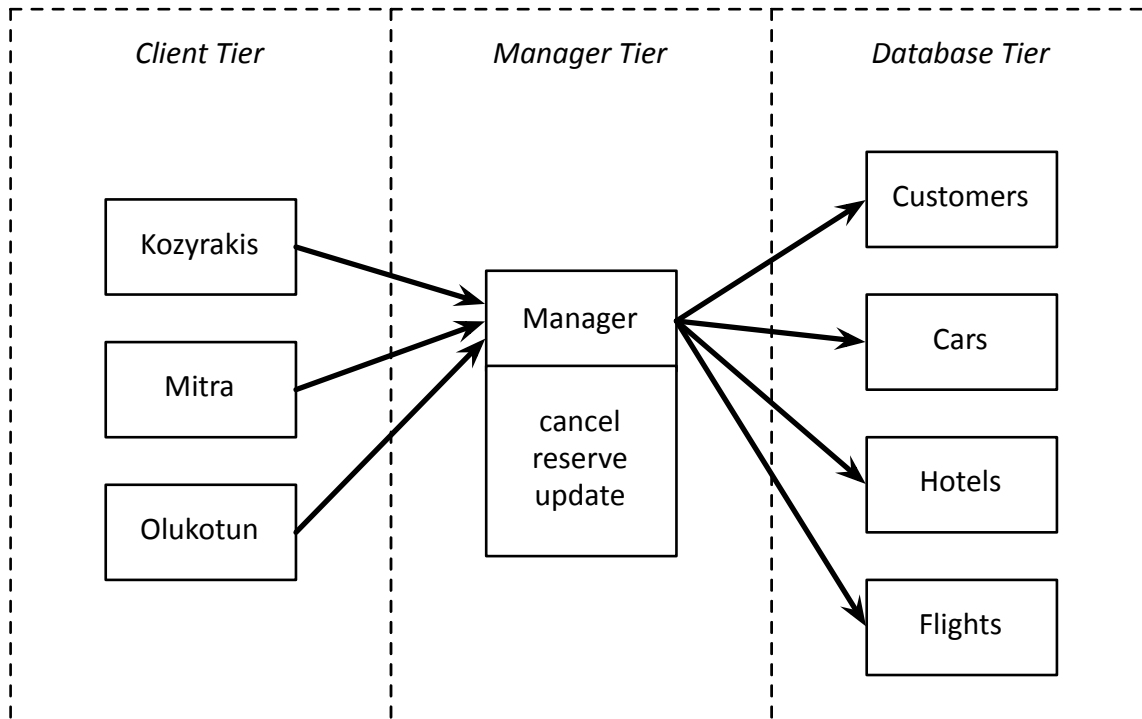 Client Tier
Manager Tier
Database Tier
Kozyrakis
Mitra
Olukotun
Manager
cancel
reserve
update
Customers
Cars
Hotels
Flights